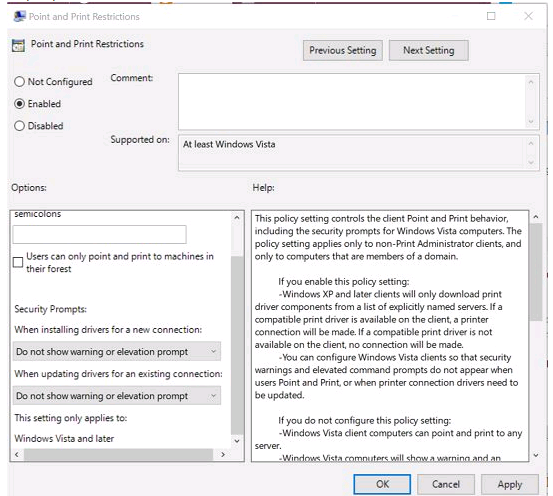 Point and Print Restrictions
Point and Print Restrictions
Previous Setting
Next Setting
Not Configured
Enabled
Disabled
Comment:
Supported on:
At least Windows Vista
Options:
semicolons
Users can only point and print to machines in
their forest
Security Prompts:
When installing drivers for a new connection:
Do not show warning or elevation prompt
When updating drivers for an existing connection:
Do not show warning or elevation prompt
This setting only applies to:
Windows Vista and later
Help:
This policy setting controls the client Point and Print behavior,
including the security prompts for Windows Vista computers. The
policy setting applies only to non-Print Administrator clients, and
only to computers that are members of a domain.
If you enable this policy setting:
-Windows XP and later clients will only download print
driver components from a list of explicitly named servers. If a
compatible print driver is available on the client, a printer
connection will be made. If a compatible print driver is not
available on the client, no connection will be made.
-You can configure Windows Vista clients so that security
warnings and elevated command prompts do not appear when
users Point and Print, or when printer connection drivers need to
be updated.
If you do not configure this policy setting:
-Windows Vista client computers can point and print to any
server.
-Windows Vista computers will show a warning and an
OK
Cancel
Apply